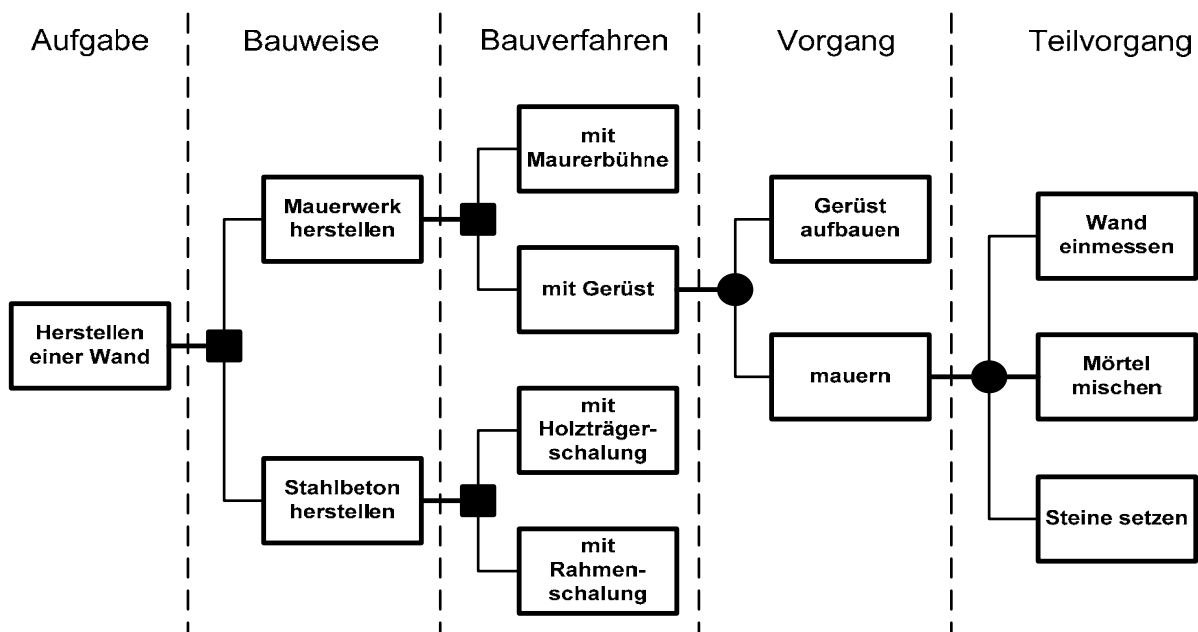 Aufgabe
Bauweise
Bauverfahren
Vorgang
Teilvorgang
Herstellen
einer Wand
Mauerwerk
herstellen
Stahlbeton
herstellen
mit
Maurerbühne
mit Gerüst
mit
Holzträger-
schalung
mit
Rahmen-
schalung
Gerüst
aufbauen
mauern
Wand
einmessen
Mörtel
mischen
Steine setzen